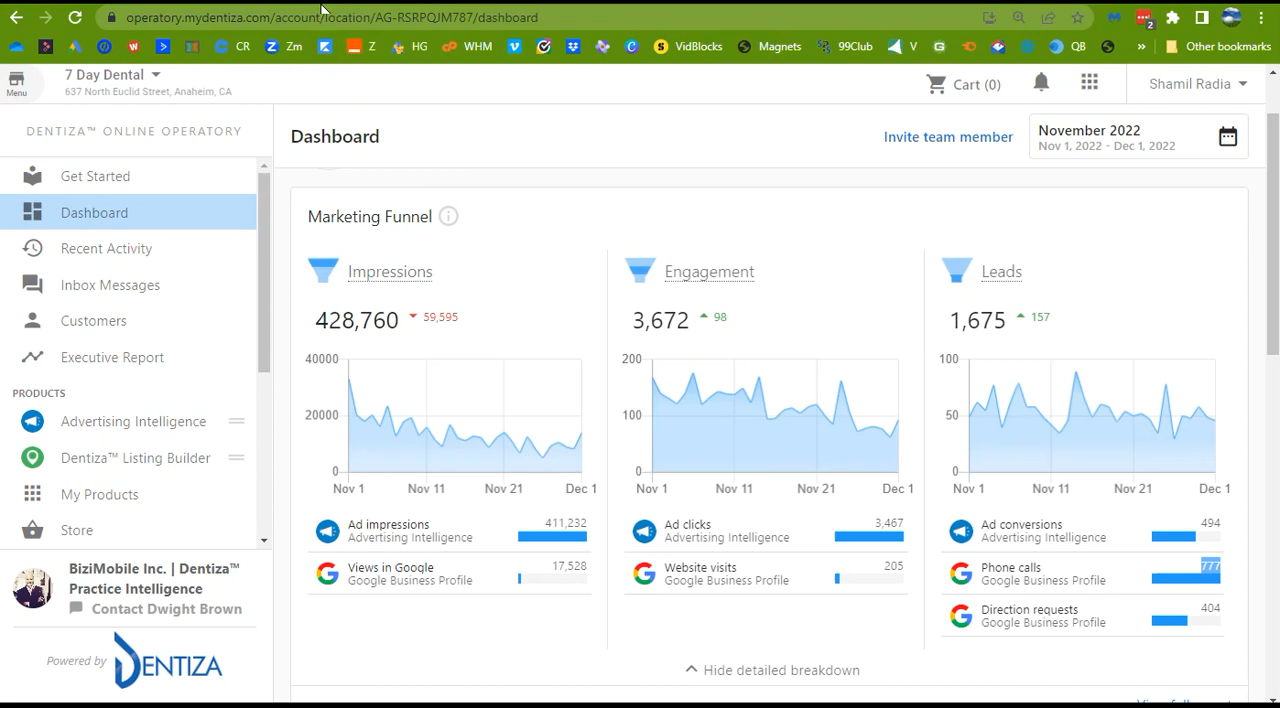 operatory.mydentiza.com/account/location/AG-RSRPQJM787/dashboard
2
CR
Zm
Z
HG
WHM
VidBlocks
Magnets
99Club
V
G
QB
»
Other bookmarks
Menu
7 Day Dental
637 North Euclid Street, Anaheim, CA
Cart (0)
Shamil Radia
DENTIZA™ ONLINE OPERATORY
Get Started
Dashboard
Recent Activity
Inbox Messages
Customers
Executive Report
PRODUCTS
Advertising Intelligence
Dentiza™ Listing Builder
My Products
Store
BiziMobile Inc. | Dentiza™
Practice Intelligence
Contact Dwight Brown
Powered by DENTIZA
Dashboard
Invite team member
November 2022
Nov 1, 2022 - Dec 1, 2022
Marketing Funnel
Impressions
428,760 59,595
40000
20000
0
Nov 1 Nov 11 Nov 21 Dec 1
Ad impressions 411,232
Advertising Intelligence
Views in Google 17,528
Google Business Profile
Engagement
3,672 98
200
100
0
Nov 1 Nov 11 Nov 21 Dec 1
Ad clicks 3,467
Advertising Intelligence
Website visits 205
Google Business Profile
Leads
1,675 157
100
50
0
Nov 1 Nov 11 Nov 21 Dec 1
Ad conversions 494
Advertising Intelligence
Phone calls 777
Google Business Profile
Direction requests 404
Google Business Profile
Hide detailed breakdown